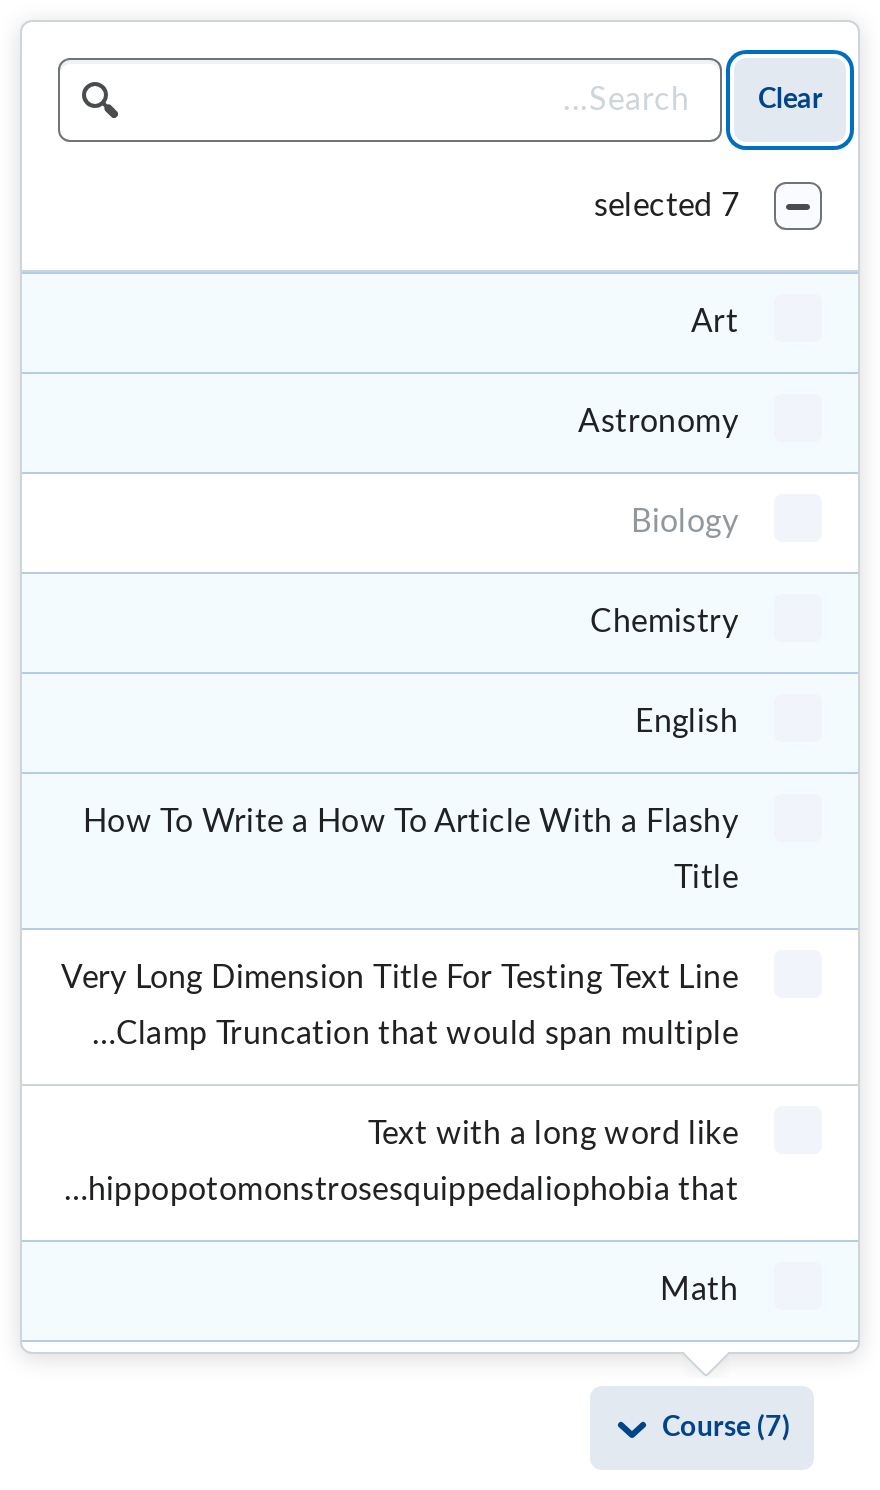 ...Search
Clear
selected 7
Art
Astronomy
Biology
Chemistry
English
How To Write a How To Article With a Flashy
Title
Very Long Dimension Title For Testing Text Line
...Clamp Truncation that would span multiple
Text with a long word like
...hippopotomonstrosesquippedaliophobia that
Math
Course (7)